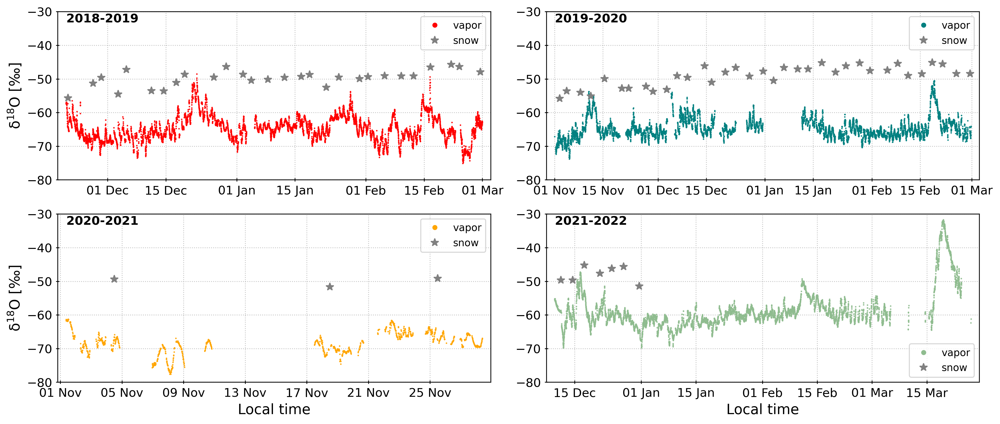 2018-2019
vapor
snow
−30
−40
−50
−60
−70
−80
δ18O [‰]
01 Dec 15 Dec 01 Jan 15 Jan 01 Feb 15 Feb 01 Mar
2019-2020
vapor
snow
−30
−40
−50
−60
−70
−80
01 Nov 15 Nov 01 Dec 15 Dec 01 Jan 15 Jan 01 Feb 15 Feb 01 Mar
2020-2021
vapor
snow
−30
−40
−50
−60
−70
−80
δ18O [‰]
01 Nov 05 Nov 09 Nov 13 Nov 17 Nov 21 Nov 25 Nov
Local time
2021-2022
−30
−40
−50
−60
−70
−80
vapor
snow
15 Dec 01 Jan 15 Jan 01 Feb 15 Feb 01 Mar 15 Mar
Local time